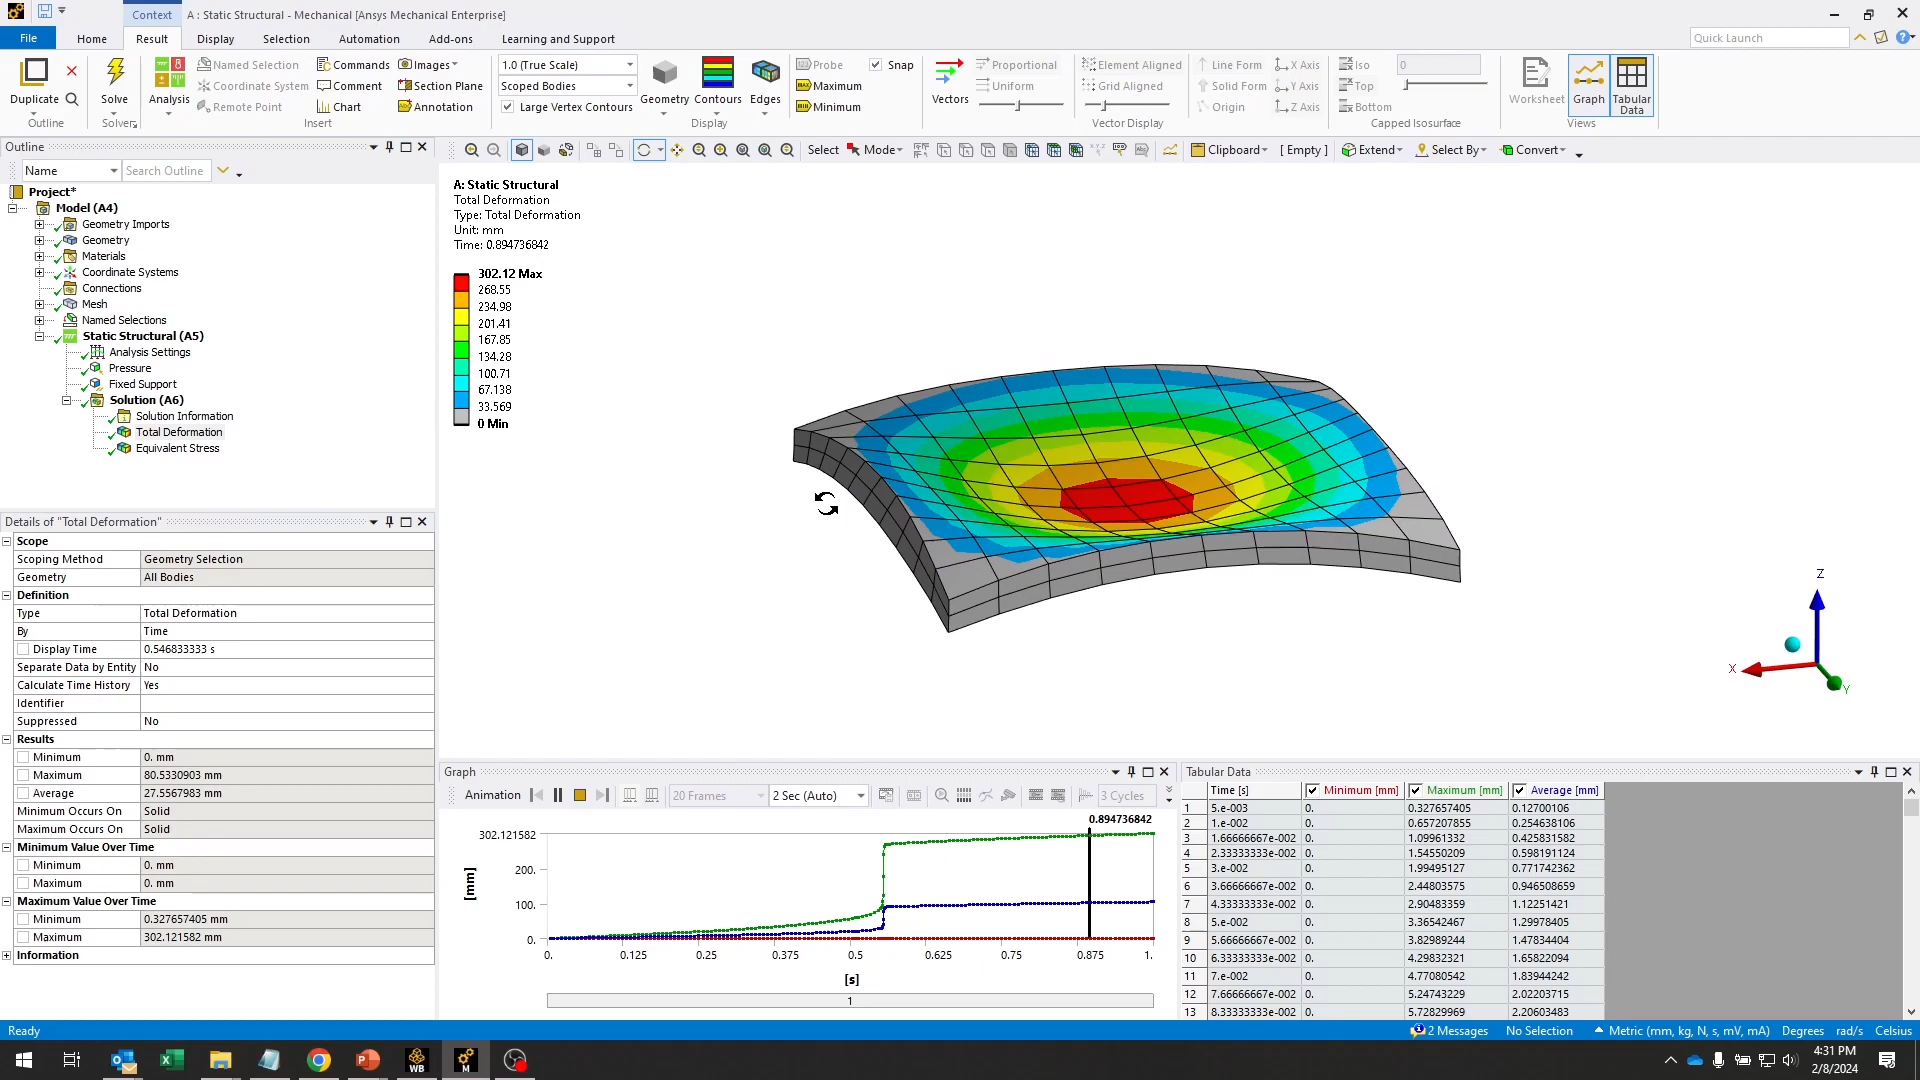 Context
A : Static Structural - Mechanical [Ansys Mechanical Enterprise]
File
Home
Result
Display
Selection
Automation
Add-ons
Learning and Support
Quick Launch
Duplicate
Outline
Solve
Solver
Analysis
Named Selection
Coordinate System
Remote Point
Commands
Comment
Chart
Images
Section Plane
Annotation
Insert
1.0 (True Scale)
Scoped Bodies
Large Vertex Contours
Geometry
Contours
Edges
Display
Probe
Maximum
Minimum
Snap
Vectors
Proportional
Uniform
Element Aligned
Grid Aligned
Line Form
Solid Form
Origin
X Axis
Y Axis
Z Axis
Vector Display
Iso
Top
Bottom
0
Capped Isosurface
Worksheet
Graph
Tabular
Data
Views
Outline
Name
Search Outline
Select
Mode
Clipboard
[ Empty ]
Extend
Select By
Convert
Project*
Model (A4)
Geometry Imports
Geometry
Materials
Coordinate Systems
Connections
Mesh
Named Selections
Static Structural (A5)
Analysis Settings
Pressure
Fixed Support
Solution (A6)
Solution Information
Total Deformation
Equivalent Stress
A: Static Structural
Total Deformation
Type: Total Deformation
Unit: mm
Time: 0.894736842
302.12 Max
268.55
234.98
201.41
167.85
134.28
100.71
67.138
33.569
0 Min
Z
X
Y
Details of "Total Deformation"
Scope
Scoping Method Geometry Selection
Geometry All Bodies
Definition
Type Total Deformation
By Time
Display Time 0.546833333 s
Separate Data by Entity No
Calculate Time History Yes
Identifier
Suppressed No
Results
Minimum 0. mm
Maximum 80.5330903 mm
Average 27.5567983 mm
Minimum Occurs On Solid
Maximum Occurs On Solid
Minimum Value Over Time
Minimum 0. mm
Maximum 0. mm
Maximum Value Over Time
Minimum 0.327657405 mm
Maximum 302.121582 mm
Information
Graph
Animation
20 Frames
2 Sec (Auto)
3 Cycles
0.894736842
302.121582
200.
100.
0.
[mm]
0. 0.125 0.25 0.375 0.5 0.625 0.75 0.875 1.
[s]
1
Tabular Data
Time [s] Minimum [mm] Maximum [mm] Average [mm]
1 5.e-003 0. 0.327657405 0.12700106
2 1.e-002 0. 0.657207855 0.254638106
3 1.66666667e-002 0. 1.09961332 0.425831582
4 2.33333333e-002 0. 1.54550209 0.598191124
5 3.e-002 0. 1.99495127 0.771742362
6 3.66666667e-002 0. 2.44803575 0.946508659
7 4.33333333e-002 0. 2.90483359 1.12251421
8 5.e-002 0. 3.36542467 1.29978405
9 5.66666667e-002 0. 3.82989244 1.47834404
10 6.33333333e-002 0. 4.29832321 1.65822094
11 7.e-002 0. 4.77080542 1.83944242
12 7.66666667e-002 0. 5.24743229 2.02203715
13 8.33333333e-002 0. 5.72829969 2.20603483
Ready
2 Messages
No Selection
Metric (mm, kg, N, s, mV, mA)
Degrees
rad/s
Celsius
WB
M
4:31 PM
2/8/2024